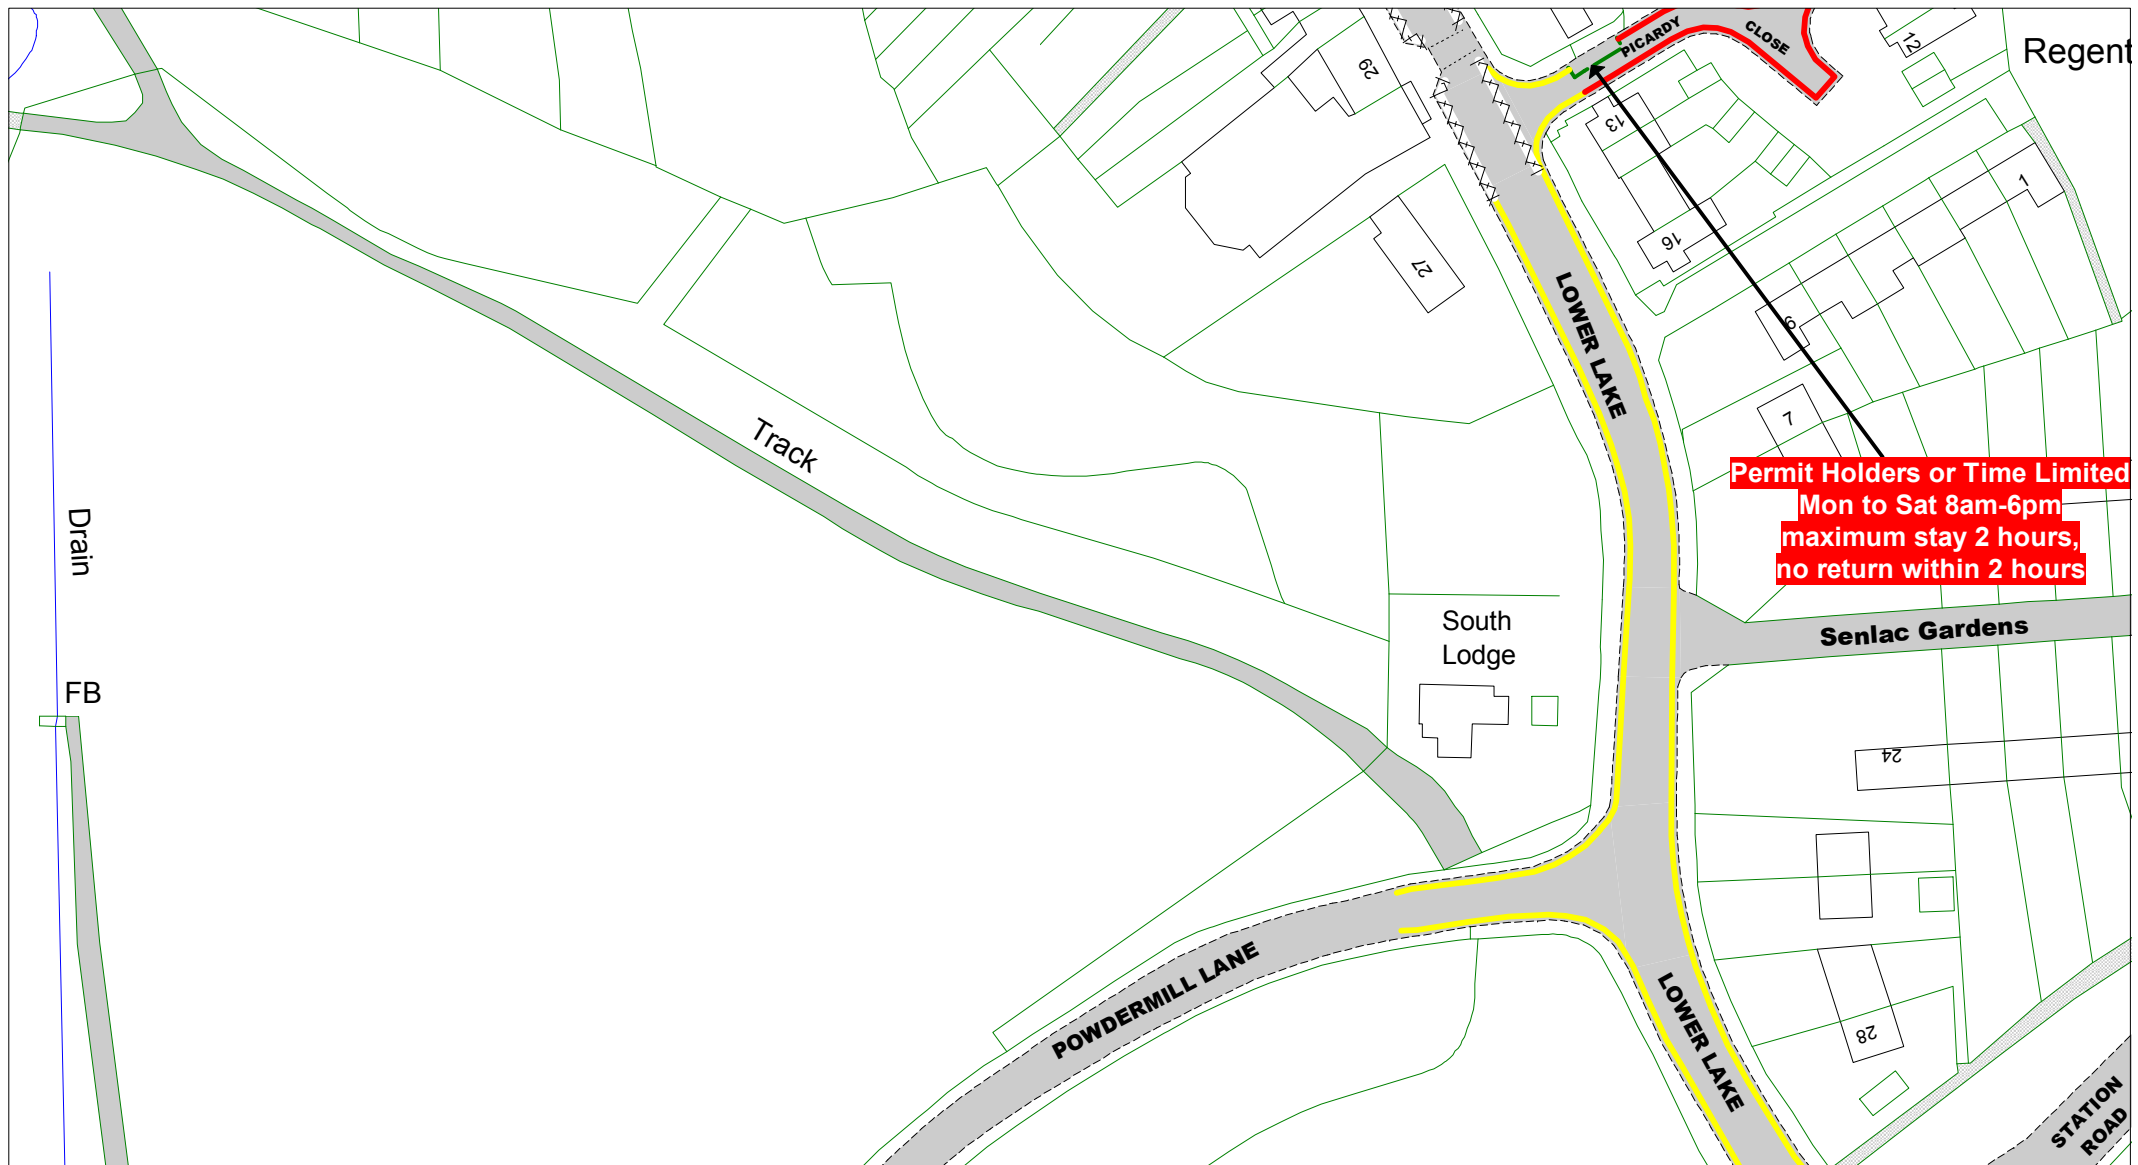 PICARDY
CLOSE
12
Regent
29
13
1
16
27
LOWER LAKE
6
7
Track
Permit Holders or Time Limited
Mon to Sat 8am-6pm
maximum stay 2 hours,
no return within 2 hours
Drain
South
Lodge
Senlac Gardens
FB
24
POWDERMILL LANE
LOWER LAKE
28
STATION
ROAD